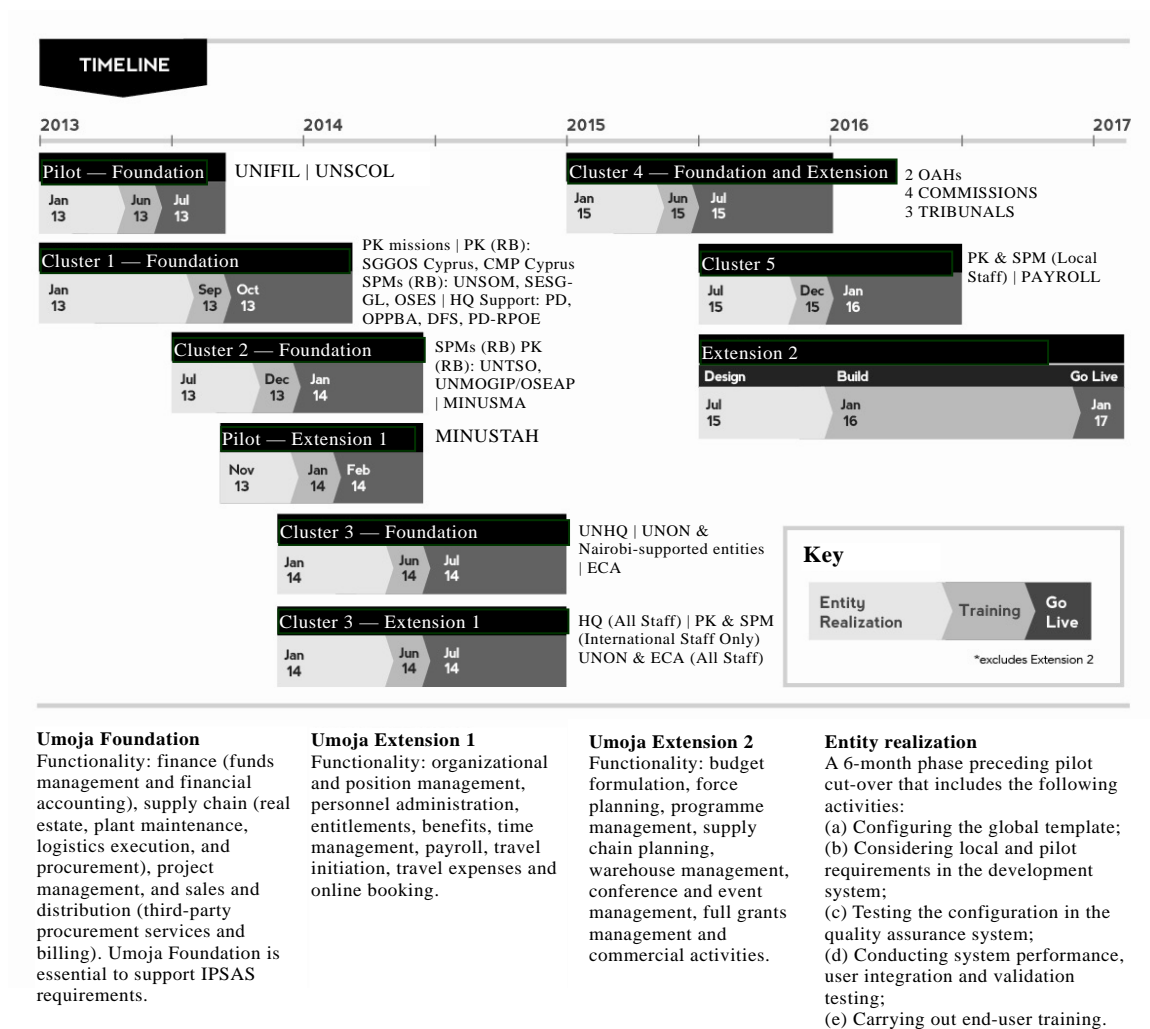 TIMELINE
2013 2014 2015 2016 2017
Pilot — Foundation
UNIFIL | UNSCOL
Jan 13
Jun 13
Jul 13
Cluster 4 — Foundation and Extension
2 OAHs
4 COMMISSIONS
3 TRIBUNALS
Jan 15
Jun 15
Jul 15
Cluster 1 — Foundation
PK missions | PK (RB):
SGGOS Cyprus, CMP Cyprus
SPMs (RB): UNSOM, SESG-
GL, OSES | HQ Support: PD,
OPPBA, DFS, PD-RPOE
Jan 13
Sep 13
Oct 13
Cluster 5
PK & SPM (Local
Staff) | PAYROLL
Jul 15
Dec 15
Jan 16
Cluster 2 — Foundation
SPMs (RB) PK
(RB): UNTSO,
UNMOGIP/OSEAP
| MINUSMA
Jul 13
Dec 13
Jan 14
Extension 2
Design Build Go Live
Jul 15
Jan 16
Jan 17
Pilot — Extension 1
MINUSTAH
Nov 13
Jan 14
Feb 14
Cluster 3 — Foundation
UNHQ | UNON &
Nairobi-supported entities
| ECA
Jan 14
Jun 14
Jul 14
Cluster 3 — Extension 1
HQ (All Staff) | PK & SPM
(International Staff Only)
UNON & ECA (All Staff)
Jan 14
Jun 14
Jul 14
Key
Entity Realization
Training
Go Live
*excludes Extension 2
Umoja Foundation
Functionality: finance (funds
management and financial
accounting), supply chain (real
estate, plant maintenance,
logistics execution, and
procurement), project
management, and sales and
distribution (third-party
procurement services and
billing). Umoja Foundation is
essential to support IPSAS
requirements.
Umoja Extension 1
Functionality: organizational
and position management,
personnel administration,
entitlements, benefits, time
management, payroll, travel
initiation, travel expenses and
online booking.
Umoja Extension 2
Functionality: budget
formulation, force
planning, programme
management, supply
chain planning,
warehouse management,
conference and event
management, full grants
management and
commercial activities.
Entity realization
A 6-month phase preceding pilot
cut-over that includes the following
activities:
(a) Configuring the global template;
(b) Considering local and pilot
requirements in the development
system;
(c) Testing the configuration in the
quality assurance system;
(d) Conducting system performance,
user integration and validation
testing;
(e) Carrying out end-user training.